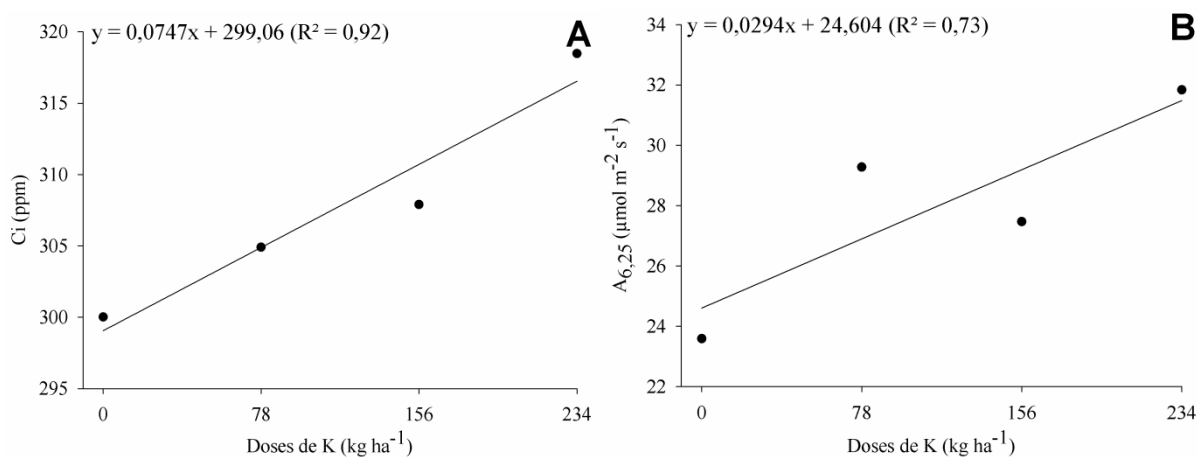 y = 0,0747x + 299,06 (R² = 0,92)
A
320
315
310
305
300
295
Ci (ppm)
0 78 156 234
Doses de K (kg ha⁻¹)
y = 0,0294x + 24,604 (R² = 0,73)
B
34
32
30
28
26
24
22
A₆,₂₅ (µmol m⁻² s⁻¹)
0 78 156 234
Doses de K (kg ha⁻¹)